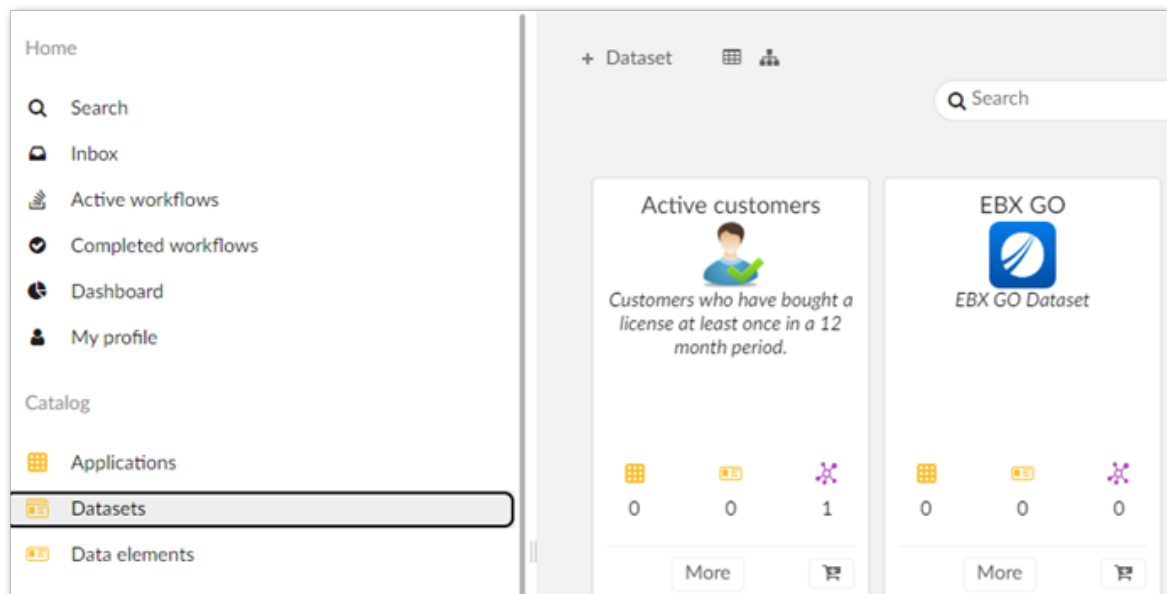 Home
Search
Inbox
Active workflows
Completed workflows
Dashboard
My profile
Catalog
Applications
Datasets
Data elements
+ Dataset
Search
Active customers
Customers who have bought a
license at least once in a 12
month period.
0 0 1
More
EBX GO
EBX GO Dataset
0 0 0
More